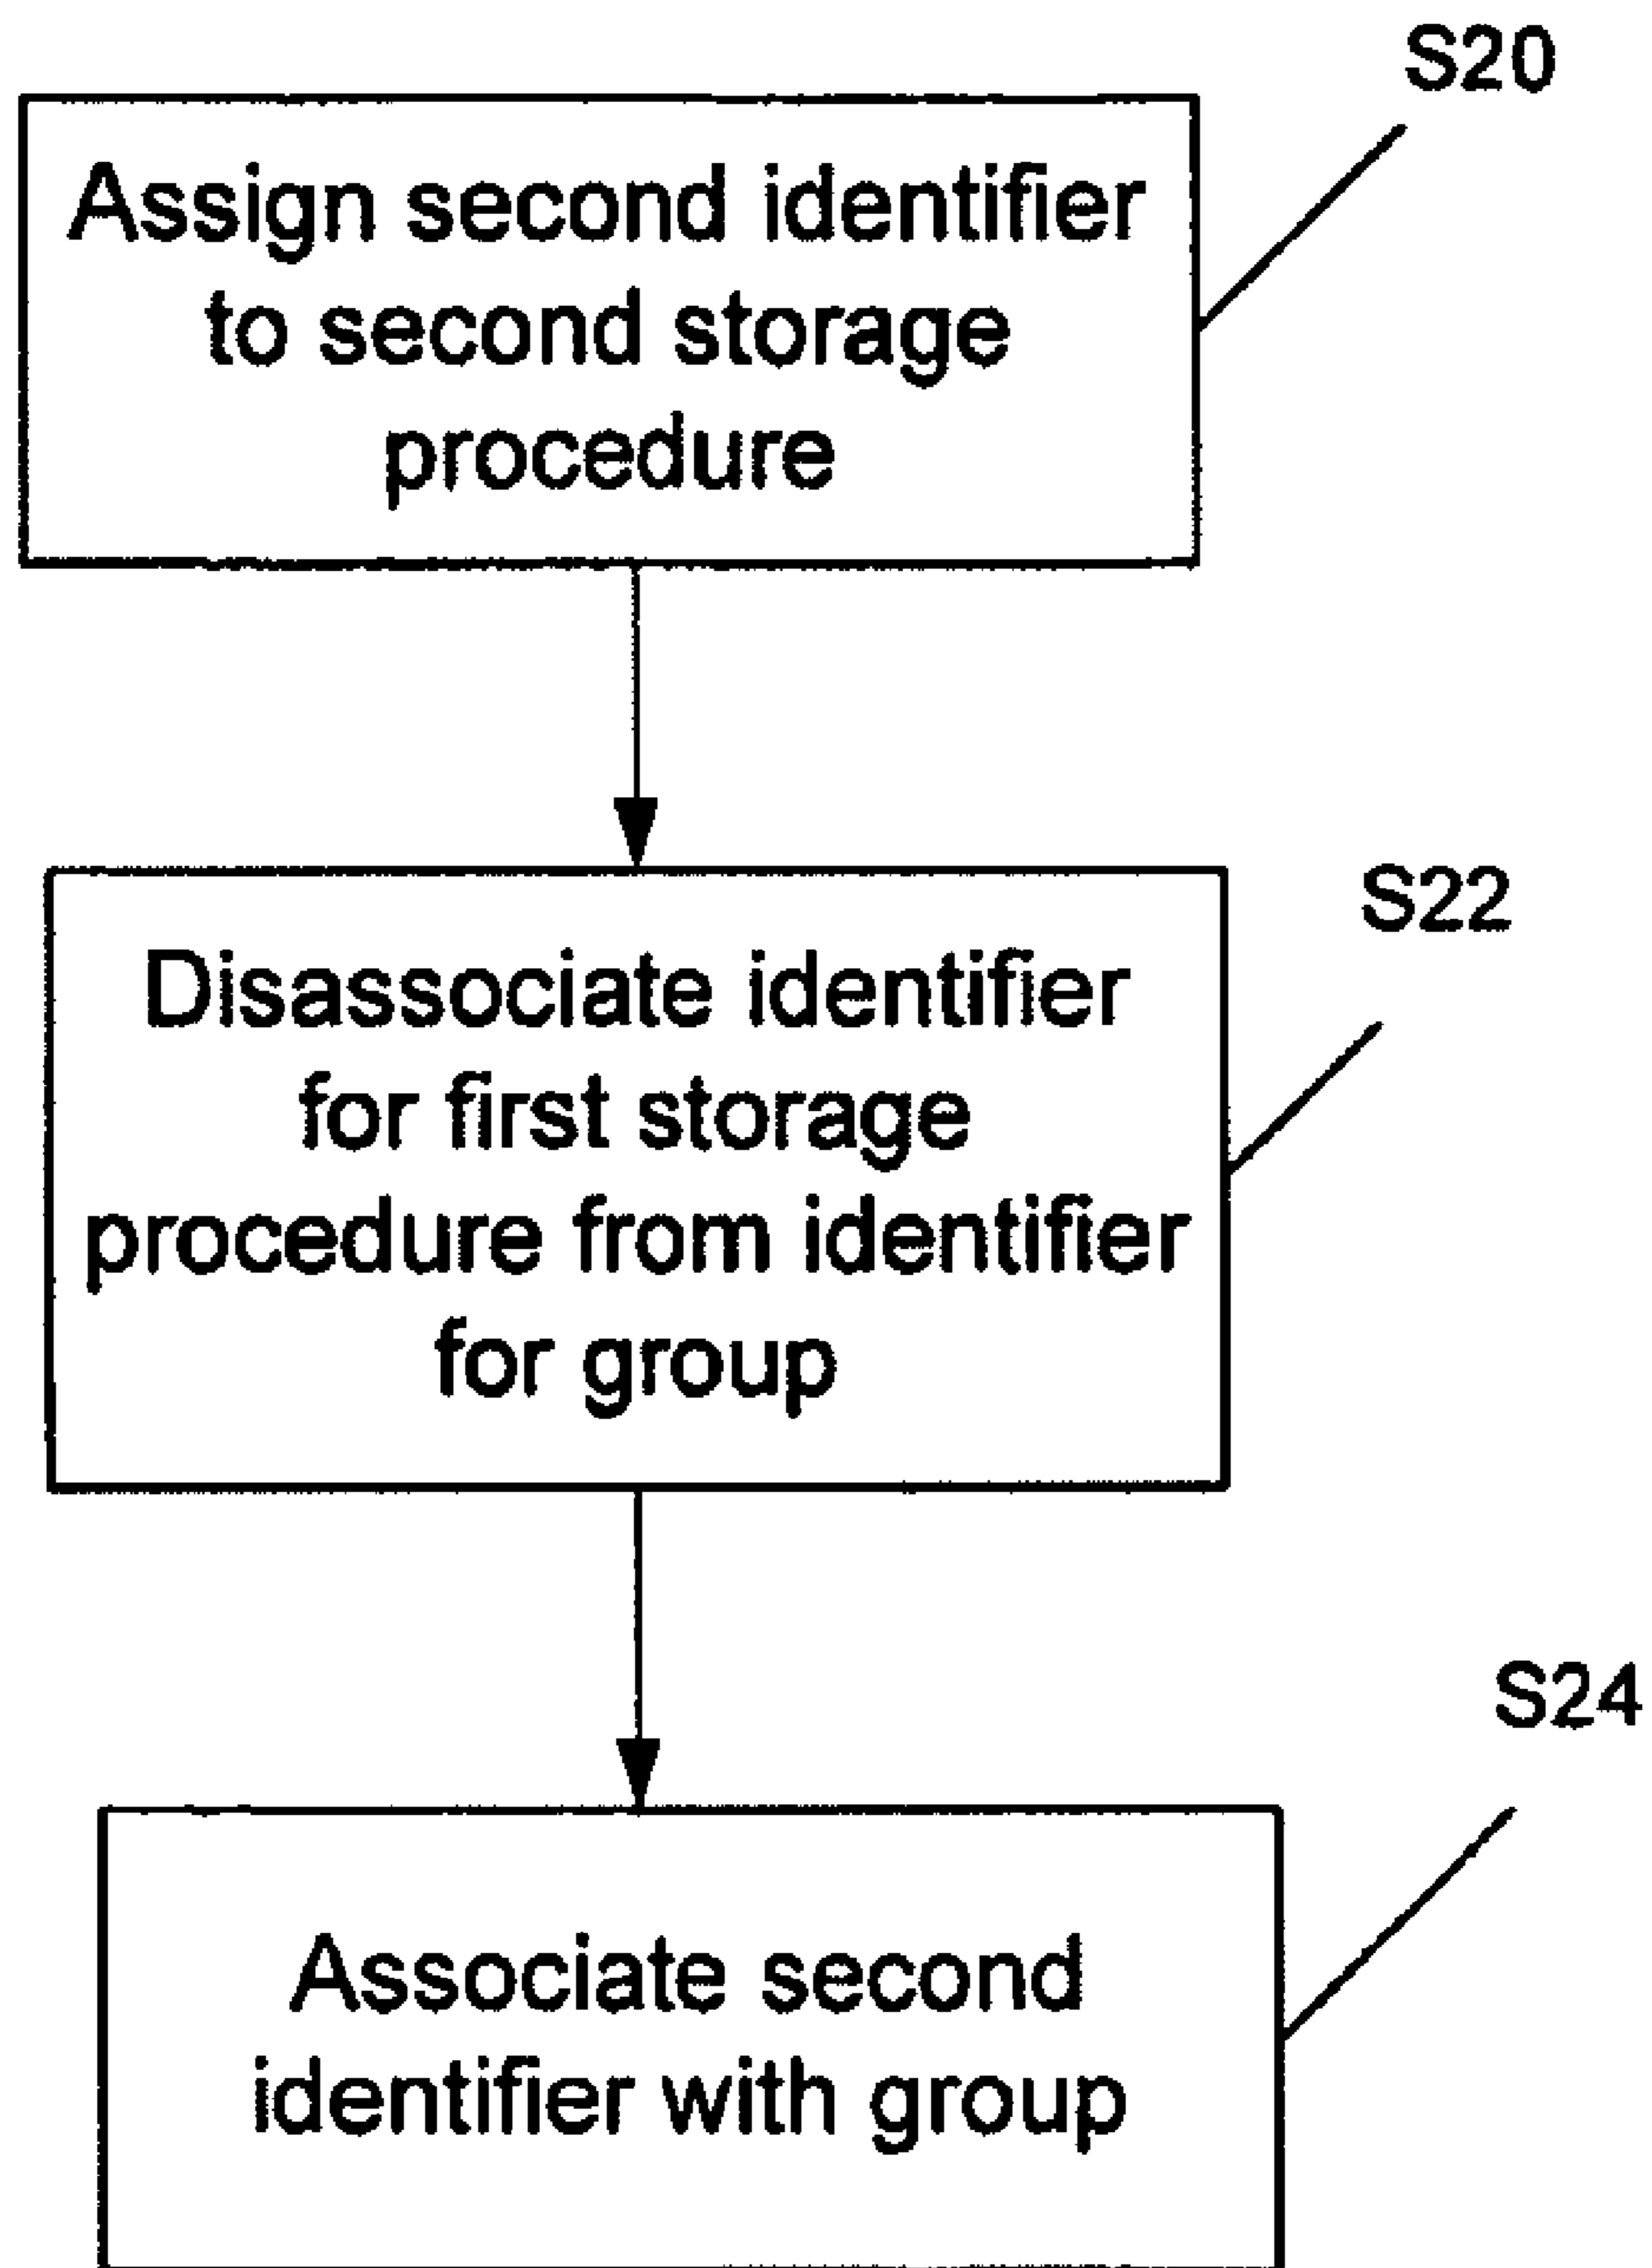 S20
Assign second identifier
to second storage
procedure
S22
Disassociate identifier
for first storage
procedure from identifier
for group
S24
Associate second
identifier with group